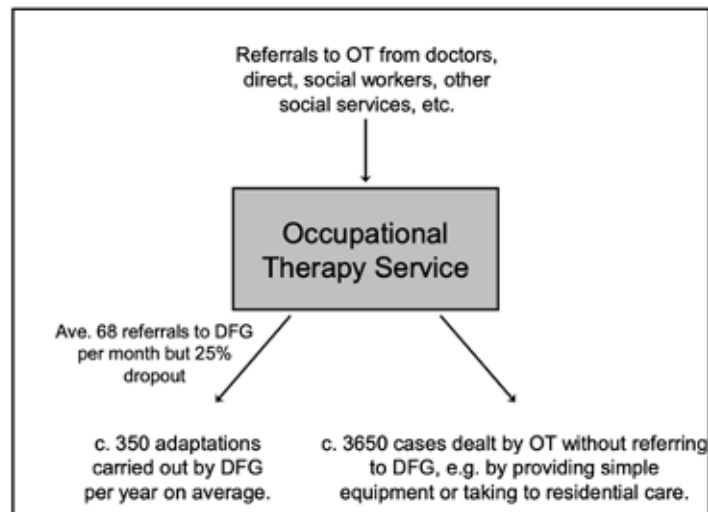 Referrals to OT from doctors,
direct, social workers, other
social services, etc.
Occupational
Therapy Service
Ave. 68 referrals to DFG
per month but 25%
dropout
c. 350 adaptations
carried out by DFG
per year on average.
c. 3650 cases dealt by OT without referring
to DFG, e.g. by providing simple
equipment or taking to residential care.